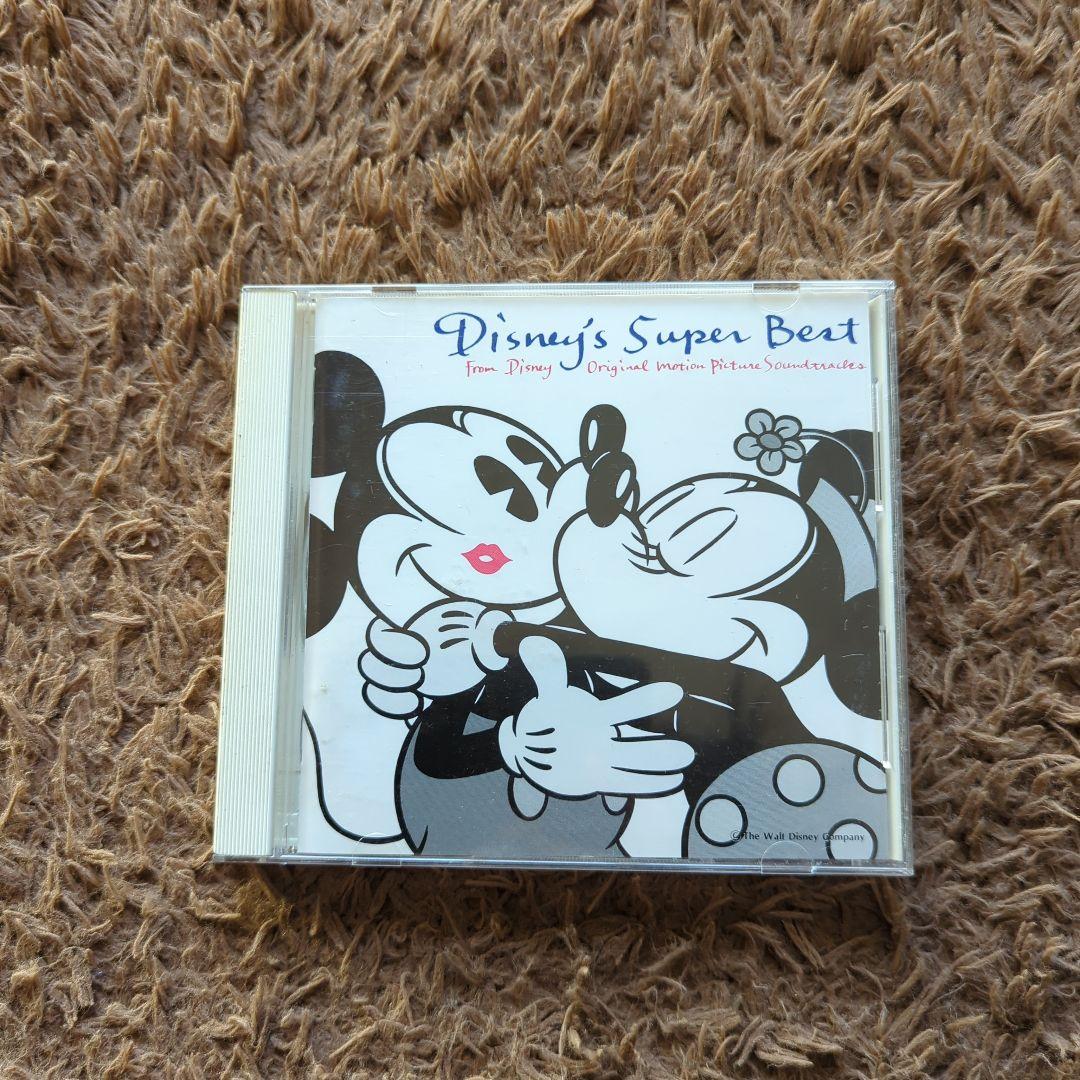 Disney's Super Best
From Disney Original Motion Picture Soundtracks
©The Walt Disney Company